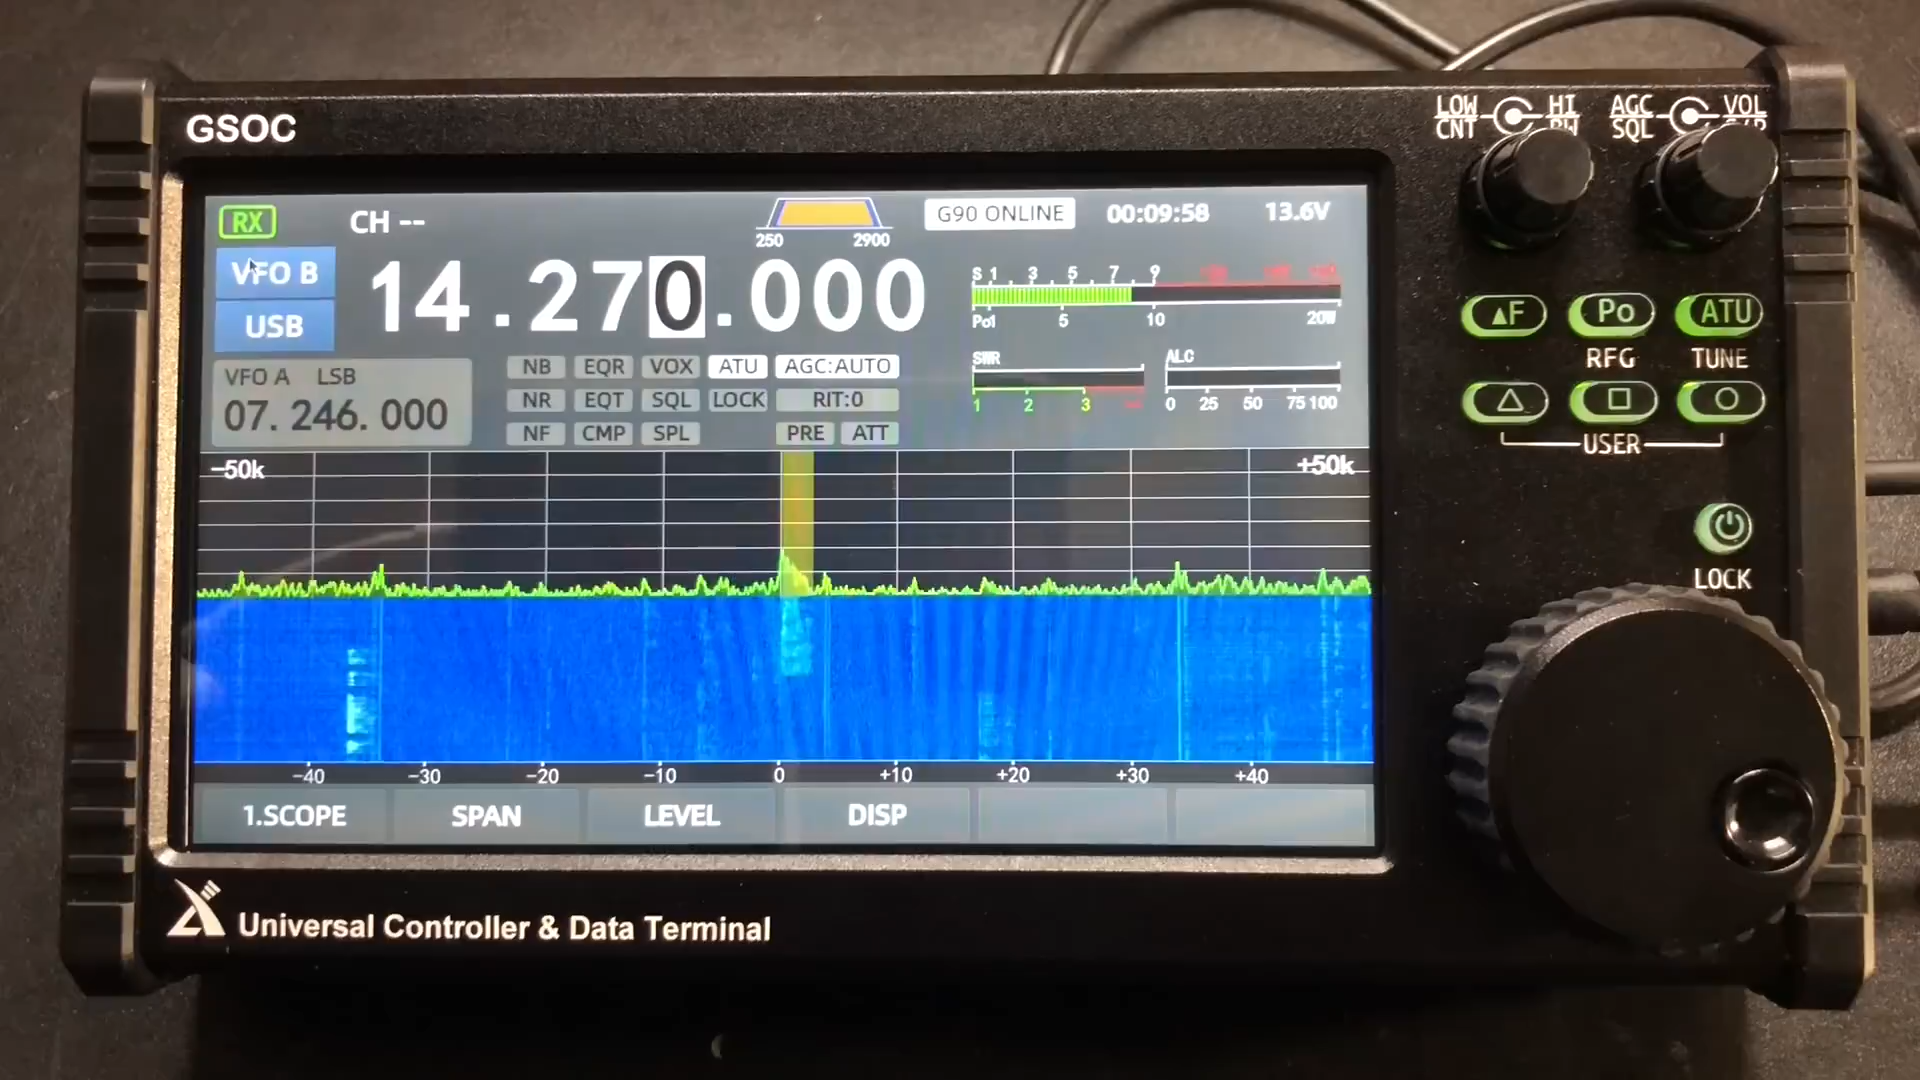 GSOC
LOW HI AGC VOL
CNT SQL
RX CH -- 250 2900 G90 ONLINE 00:09:58 13.6V
VFO B 14.270.000
USB
S 1 3 5 7 9
Po1 5 10 20W
VFO A LSB
07. 246. 000
NB EQR VOX ATU AGC:AUTO
NR EQT SQL LOCK RIT:0
NF CMP SPL PRE ATT
SWR ALC
1 2 3 0 25 50 75 100
▲F Po ATU
RFG TUNE
USER
LOCK
-50k +50k
-40 -30 -20 -10 0 +10 +20 +30 +40
1.SCOPE SPAN LEVEL DISP
Universal Controller & Data Terminal